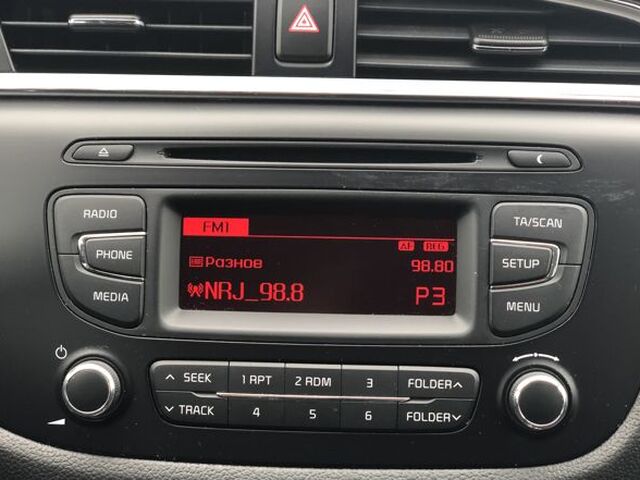 RADIO
PHONE
MEDIA
FM1
AF REG
Разнов 98.80
NRJ_98.8 P3
TA/SCAN
SETUP
MENU
SEEK 1 RPT 2 RDM 3 FOLDER
TRACK 4 5 6 FOLDER